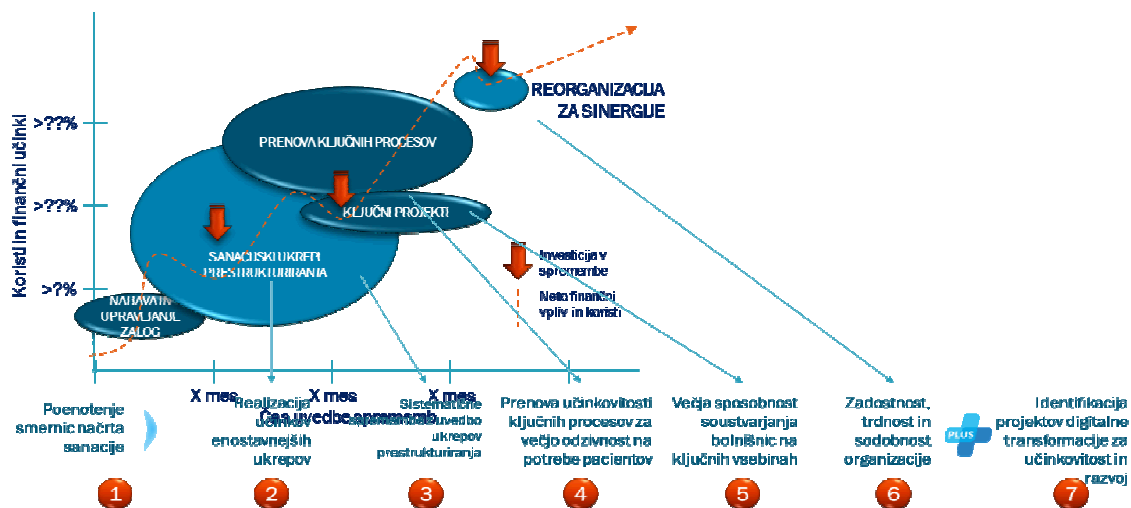 Koristi in finančni učinki
>??%
>??%
>?%
REORGANIZACIJA
ZA SINERGIJE
PRENOVA KLJUČNIH PROCESOV
KLJUČNI PROJEKTI
SANACIJSKI UKREPI
PRESTRUKTURIRANJA
NABAVA IN
UPRAVLJANJE
ZALOG
Investicija v
spremembe
Neto finančni
vpliv in koristi
X mes
X mes
X mes
Čas uvedbe sprememb
Poenotenje
smernic načrta
sanacije
Realizacija
učinkov
enostavnejših
ukrepov
Sistematične
uvedbo
ukrepov
prestrukturiranja
Prenova učinkovitosti
ključnih procesov za
večjo odzivnost na
potrebe pacientov
Večja sposobnost
soustvarjanja
bolnišnic na
ključnih vsebinah
Zadostnost,
trdnost in
sodobnost
organizacije
PLUS
Identifikacija
projektov digitalne
transformacije za
učinkovitost in
razvoj
1
2
3
4
5
6
7